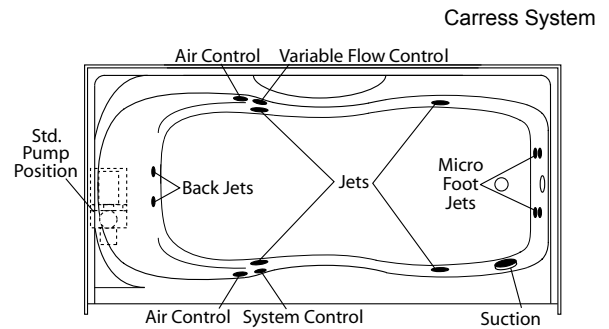 Carress System
Air Control
Variable Flow Control
Std.
Pump
Position
Back Jets
Jets
Micro
Foot
Jets
Air Control
System Control
Suction